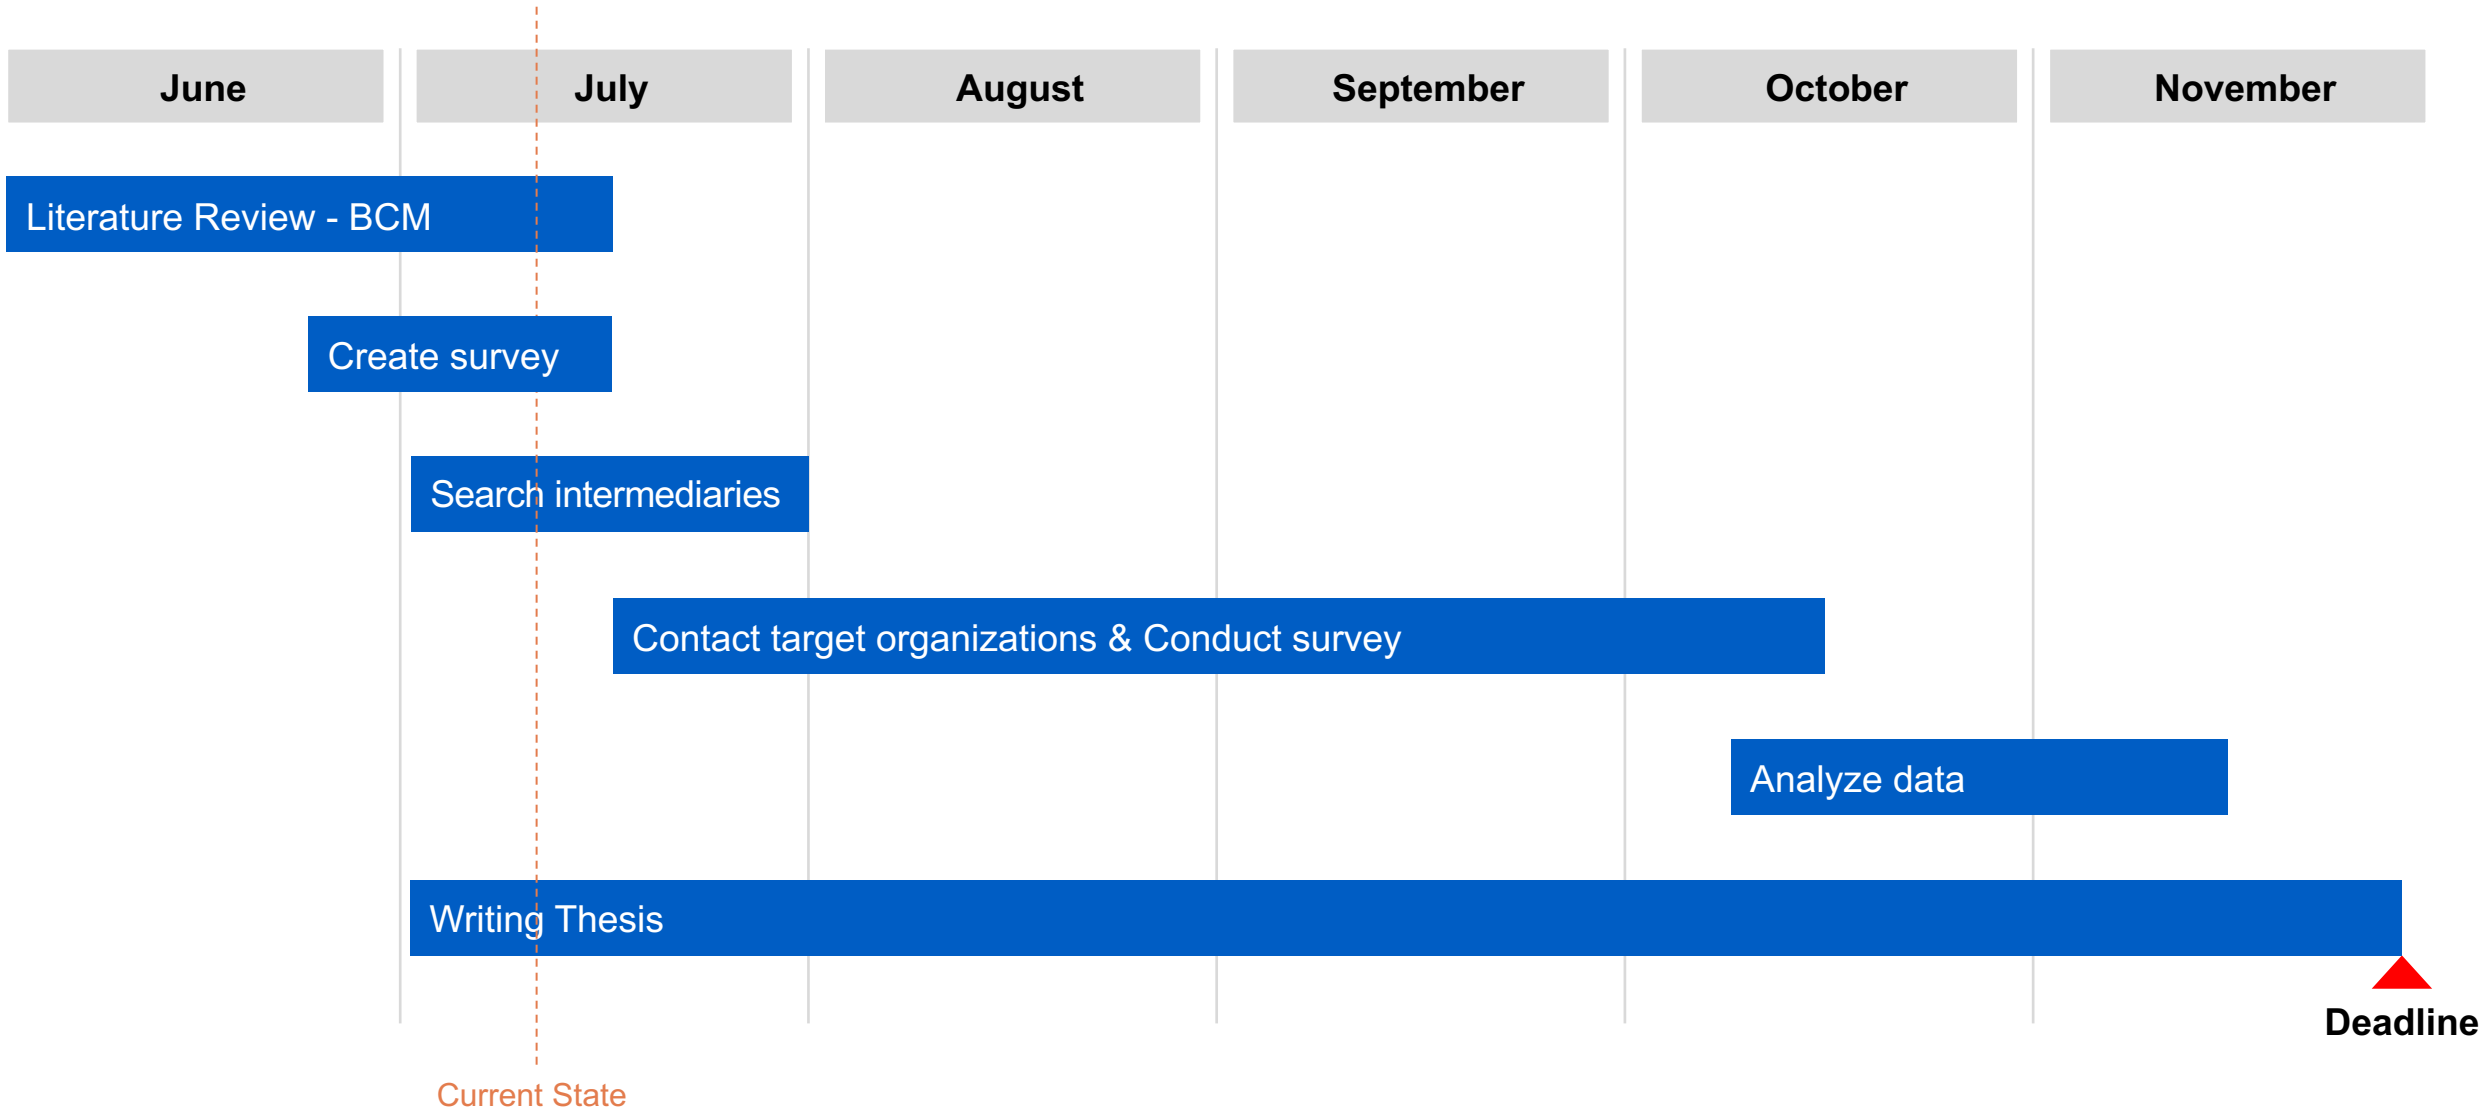 June
July
August
September
October
November
Literature Review - BCM
Create survey
Search intermediaries
Contact target organizations & Conduct survey
Analyze data
Writing Thesis
Deadline
Current State